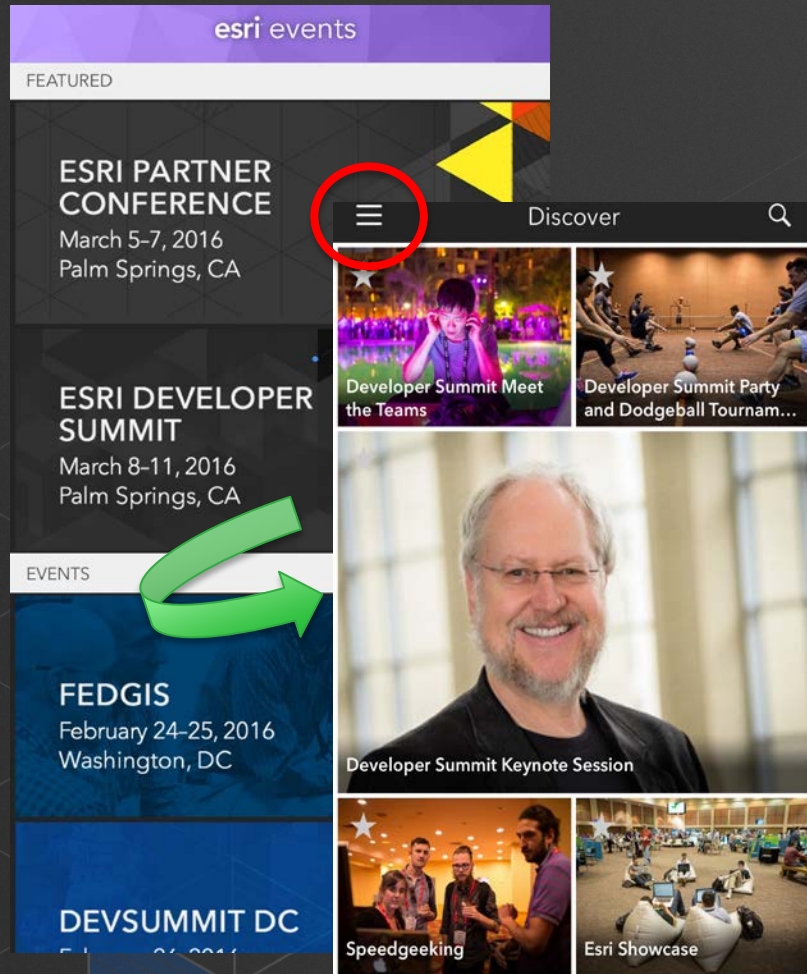 esri events
FEATURED
ESRI PARTNER
CONFERENCE
March 5–7, 2016
Palm Springs, CA
ESRI DEVELOPER
SUMMIT
March 8–11, 2016
Palm Springs, CA
EVENTS
FEDGIS
February 24–25, 2016
Washington, DC
DEVSUMMIT DC
Discover
Developer Summit Meet
the Teams
Developer Summit Party
and Dodgeball Tournam...
Developer Summit Keynote Session
Speedgeeking
Esri Showcase